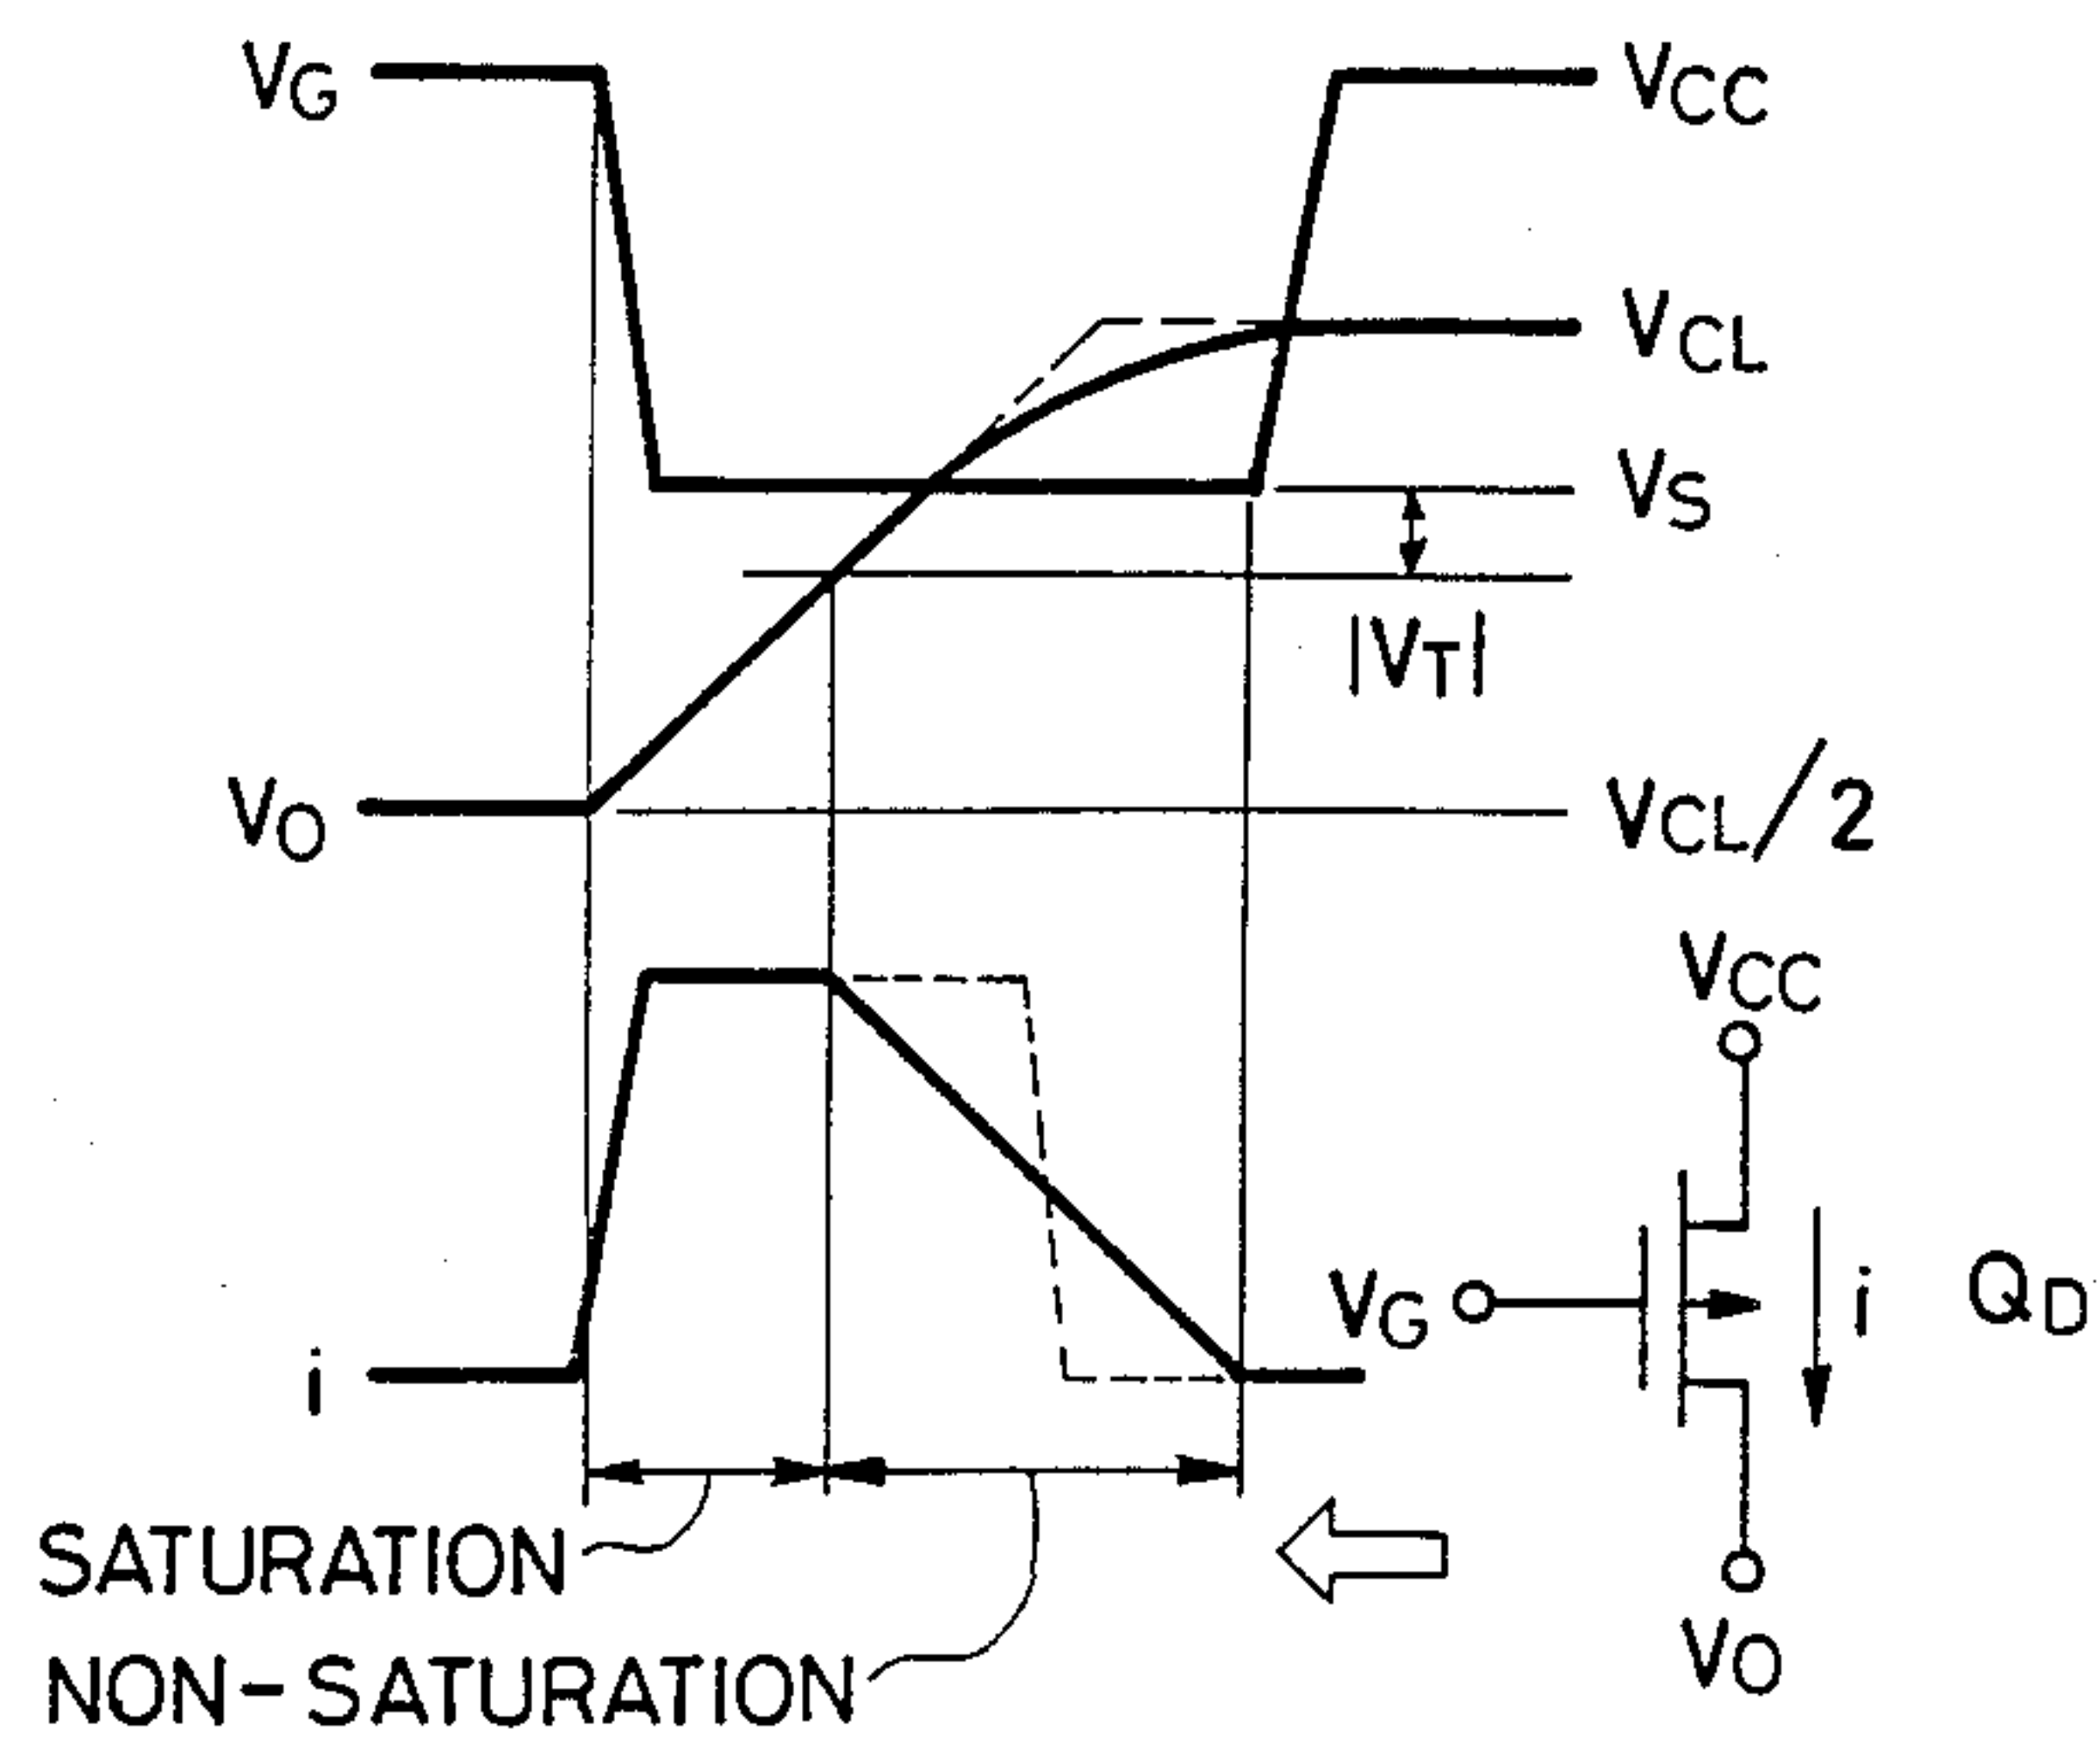 VG
VCC
VCL
VS
|VT|
VO
VCL/2
VCC
i
VG
i
QD
VO
SATURATION
NON-SATURATION